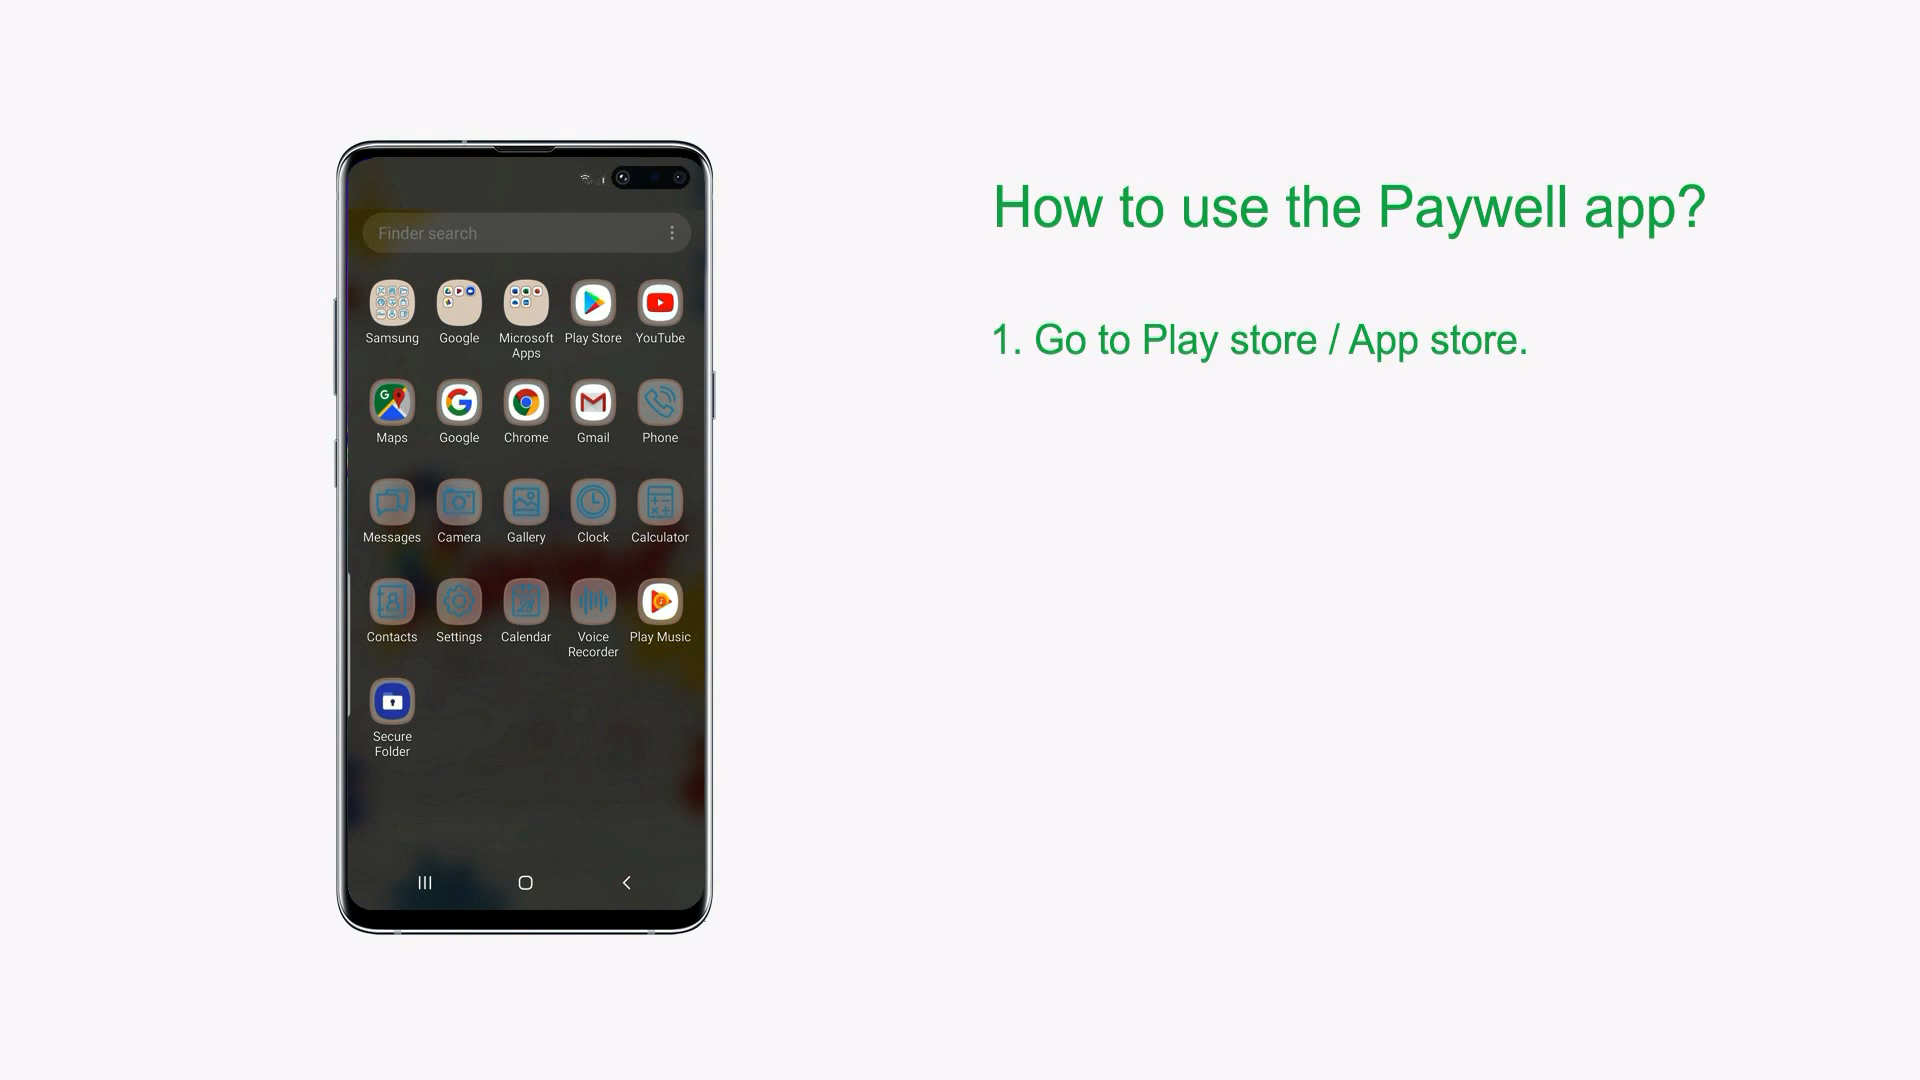 Finder search
Samsung
Google
Microsoft
Apps
Play Store
YouTube
Maps
Google
Chrome
Gmail
Phone
Messages
Camera
Gallery
Clock
Calculator
Contacts
Settings
Calendar
Voice
Recorder
Play Music
Secure
Folder
How to use the Paywell app?
1. Go to Play store / App store.